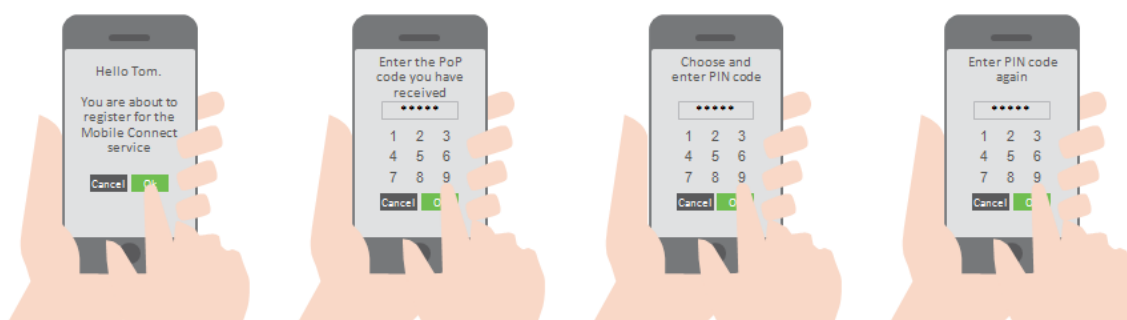 Hello Tom.
You are about to
register for the
Mobile Connect
service
Cancel
Enter the PoP
code you have
received
*****
1 2 3
4 5 6
7 8 9
Cancel
Choose and
enter PIN code
*****
1 2 3
4 5 6
7 8 9
Cancel
Enter PIN code
again
*****
1 2 3
4 5 6
7 8 9
Cancel